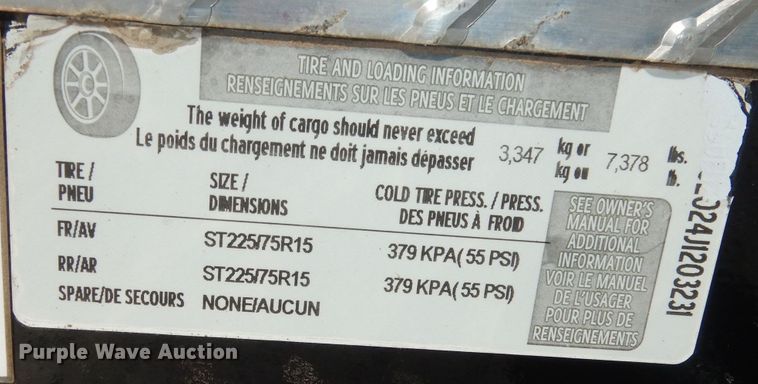 TIRE AND LOADING INFORMATION
RENSEIGNEMENTS SUR LES PNEUS ET LE CHARGEMENT
The weight of cargo should never exceed
Le poids du chargement ne doit jamais dépasser
3,347 kg or
kg ou
7,378 lbs.
lb.
TIRE /
PNEU
SIZE /
DIMENSIONS
COLD TIRE PRESS. / PRESS.
DES PNEUS À FROID
FR/AV ST225/75R15 379 KPA( 55 PSI)
RR/AR ST225/75R15 379 KPA( 55 PSI)
SPARE/DE SECOURS NONE/AUCUN
SEE OWNER'S
MANUAL FOR
ADDITIONAL
INFORMATION
VOIR LE MANUEL
DE L'USAGER
POUR PLUS DE
RENSEIGNEMENTS
Purple Wave Auction